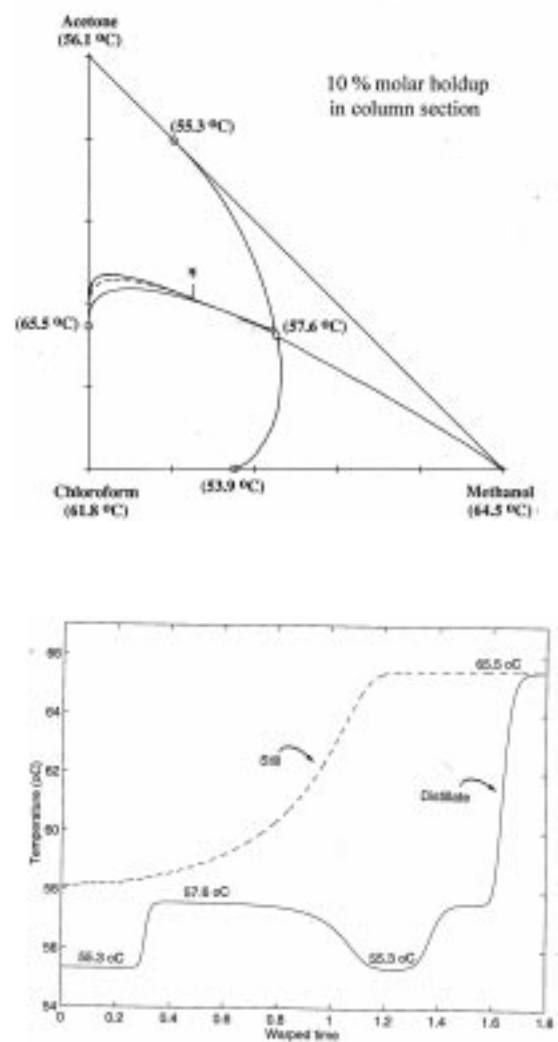 Acetone
(56.1 ºC)
10 % molar holdup
in column section
(55.3 ºC)
(65.5 ºC)
(57.6 ºC)
(53.9 ºC)
Chloroform
(61.8 ºC)
Methanol
(64.5 ºC)
66
64
62
60
58
56
54
Temperature (oC)
65.5 oC
Still
Distillate
57.6 oC
55.3 oC
55.3 oC
0
0.2
0.4
0.6
0.8
1
1.2
1.4
1.6
1.8
Warped time